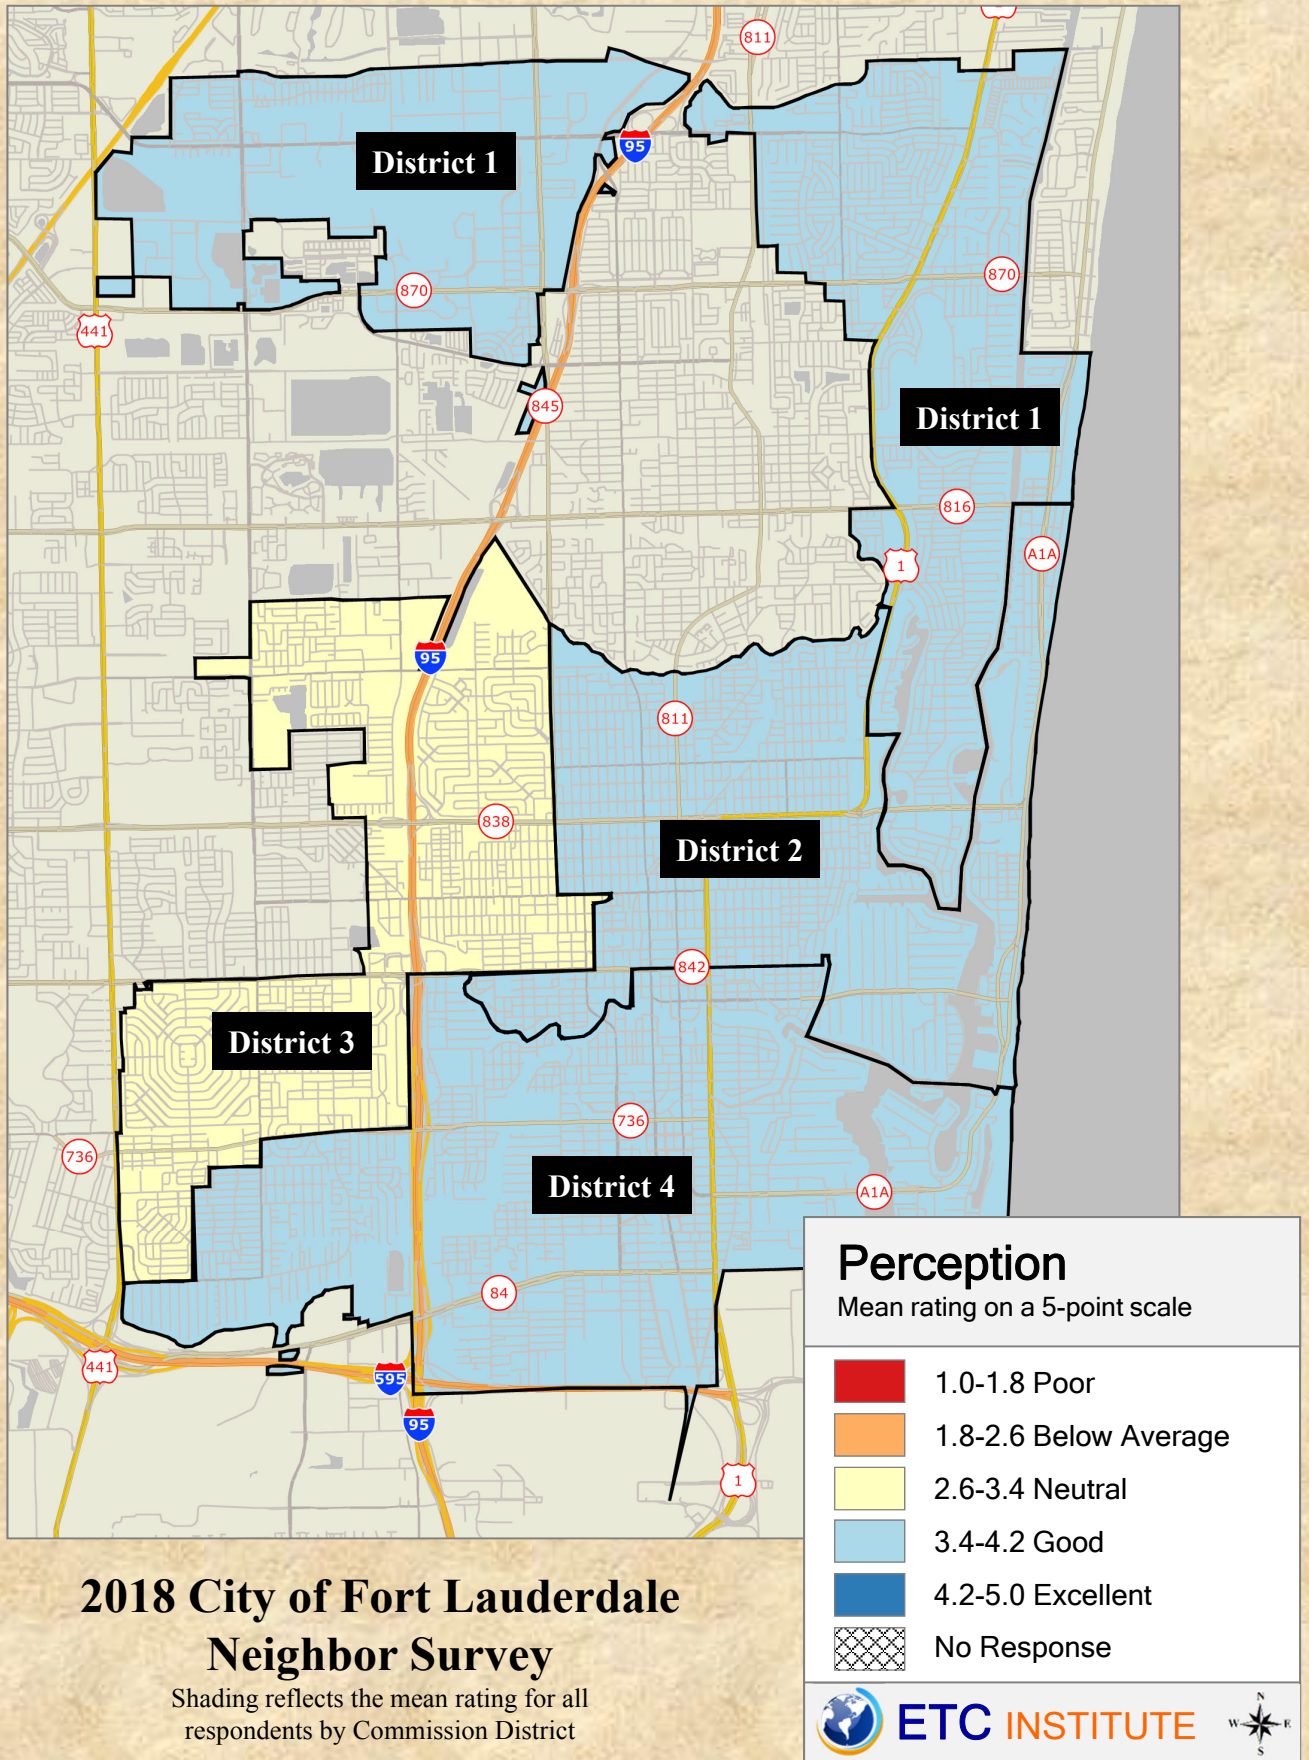 811
95
District 1
870
870
441
845
District 1
816
A1A
1
95
811
838
District 2
842
District 3
736
736
District 4
A1A
84
441
595
95
1
Perception
Mean rating on a 5-point scale
1.0-1.8 Poor
1.8-2.6 Below Average
2.6-3.4 Neutral
3.4-4.2 Good
4.2-5.0 Excellent
No Response
2018 City of Fort Lauderdale
Neighbor Survey
Shading reflects the mean rating for all
respondents by Commission District
ETC INSTITUTE
N
W E
S